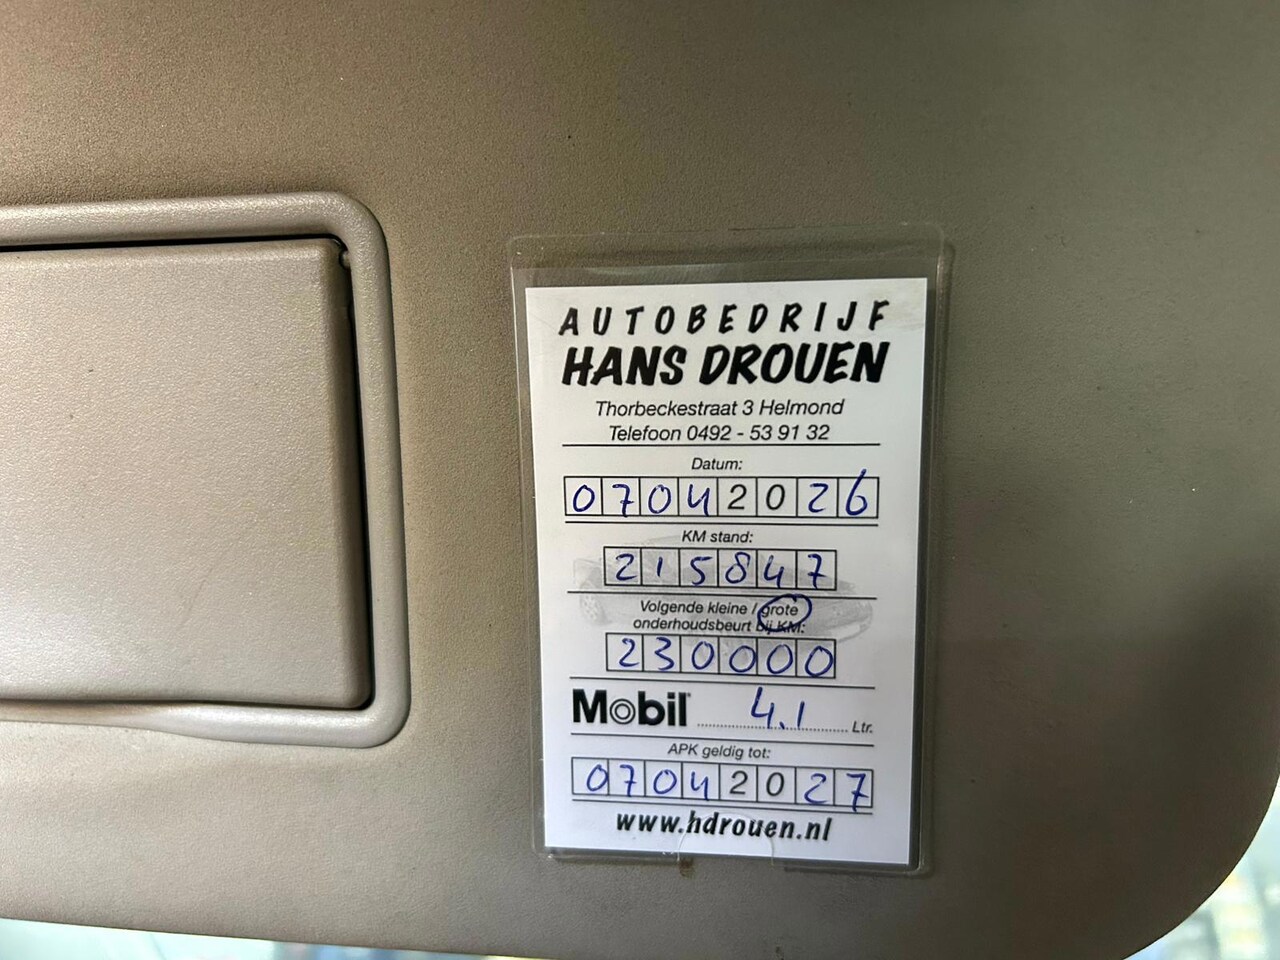 AUTOBEDRIJF
HANS DROUEN
Thorbeckestraat 3 Helmond
Telefoon 0492 - 53 91 32
Datum:
07042026
KM stand:
215847
Volgende kleine / grote
onderhoudsbeurt bij KM:
230000
Mobil 4.1 Ltr.
APK geldig tot:
07042027
www.hdrouen.nl